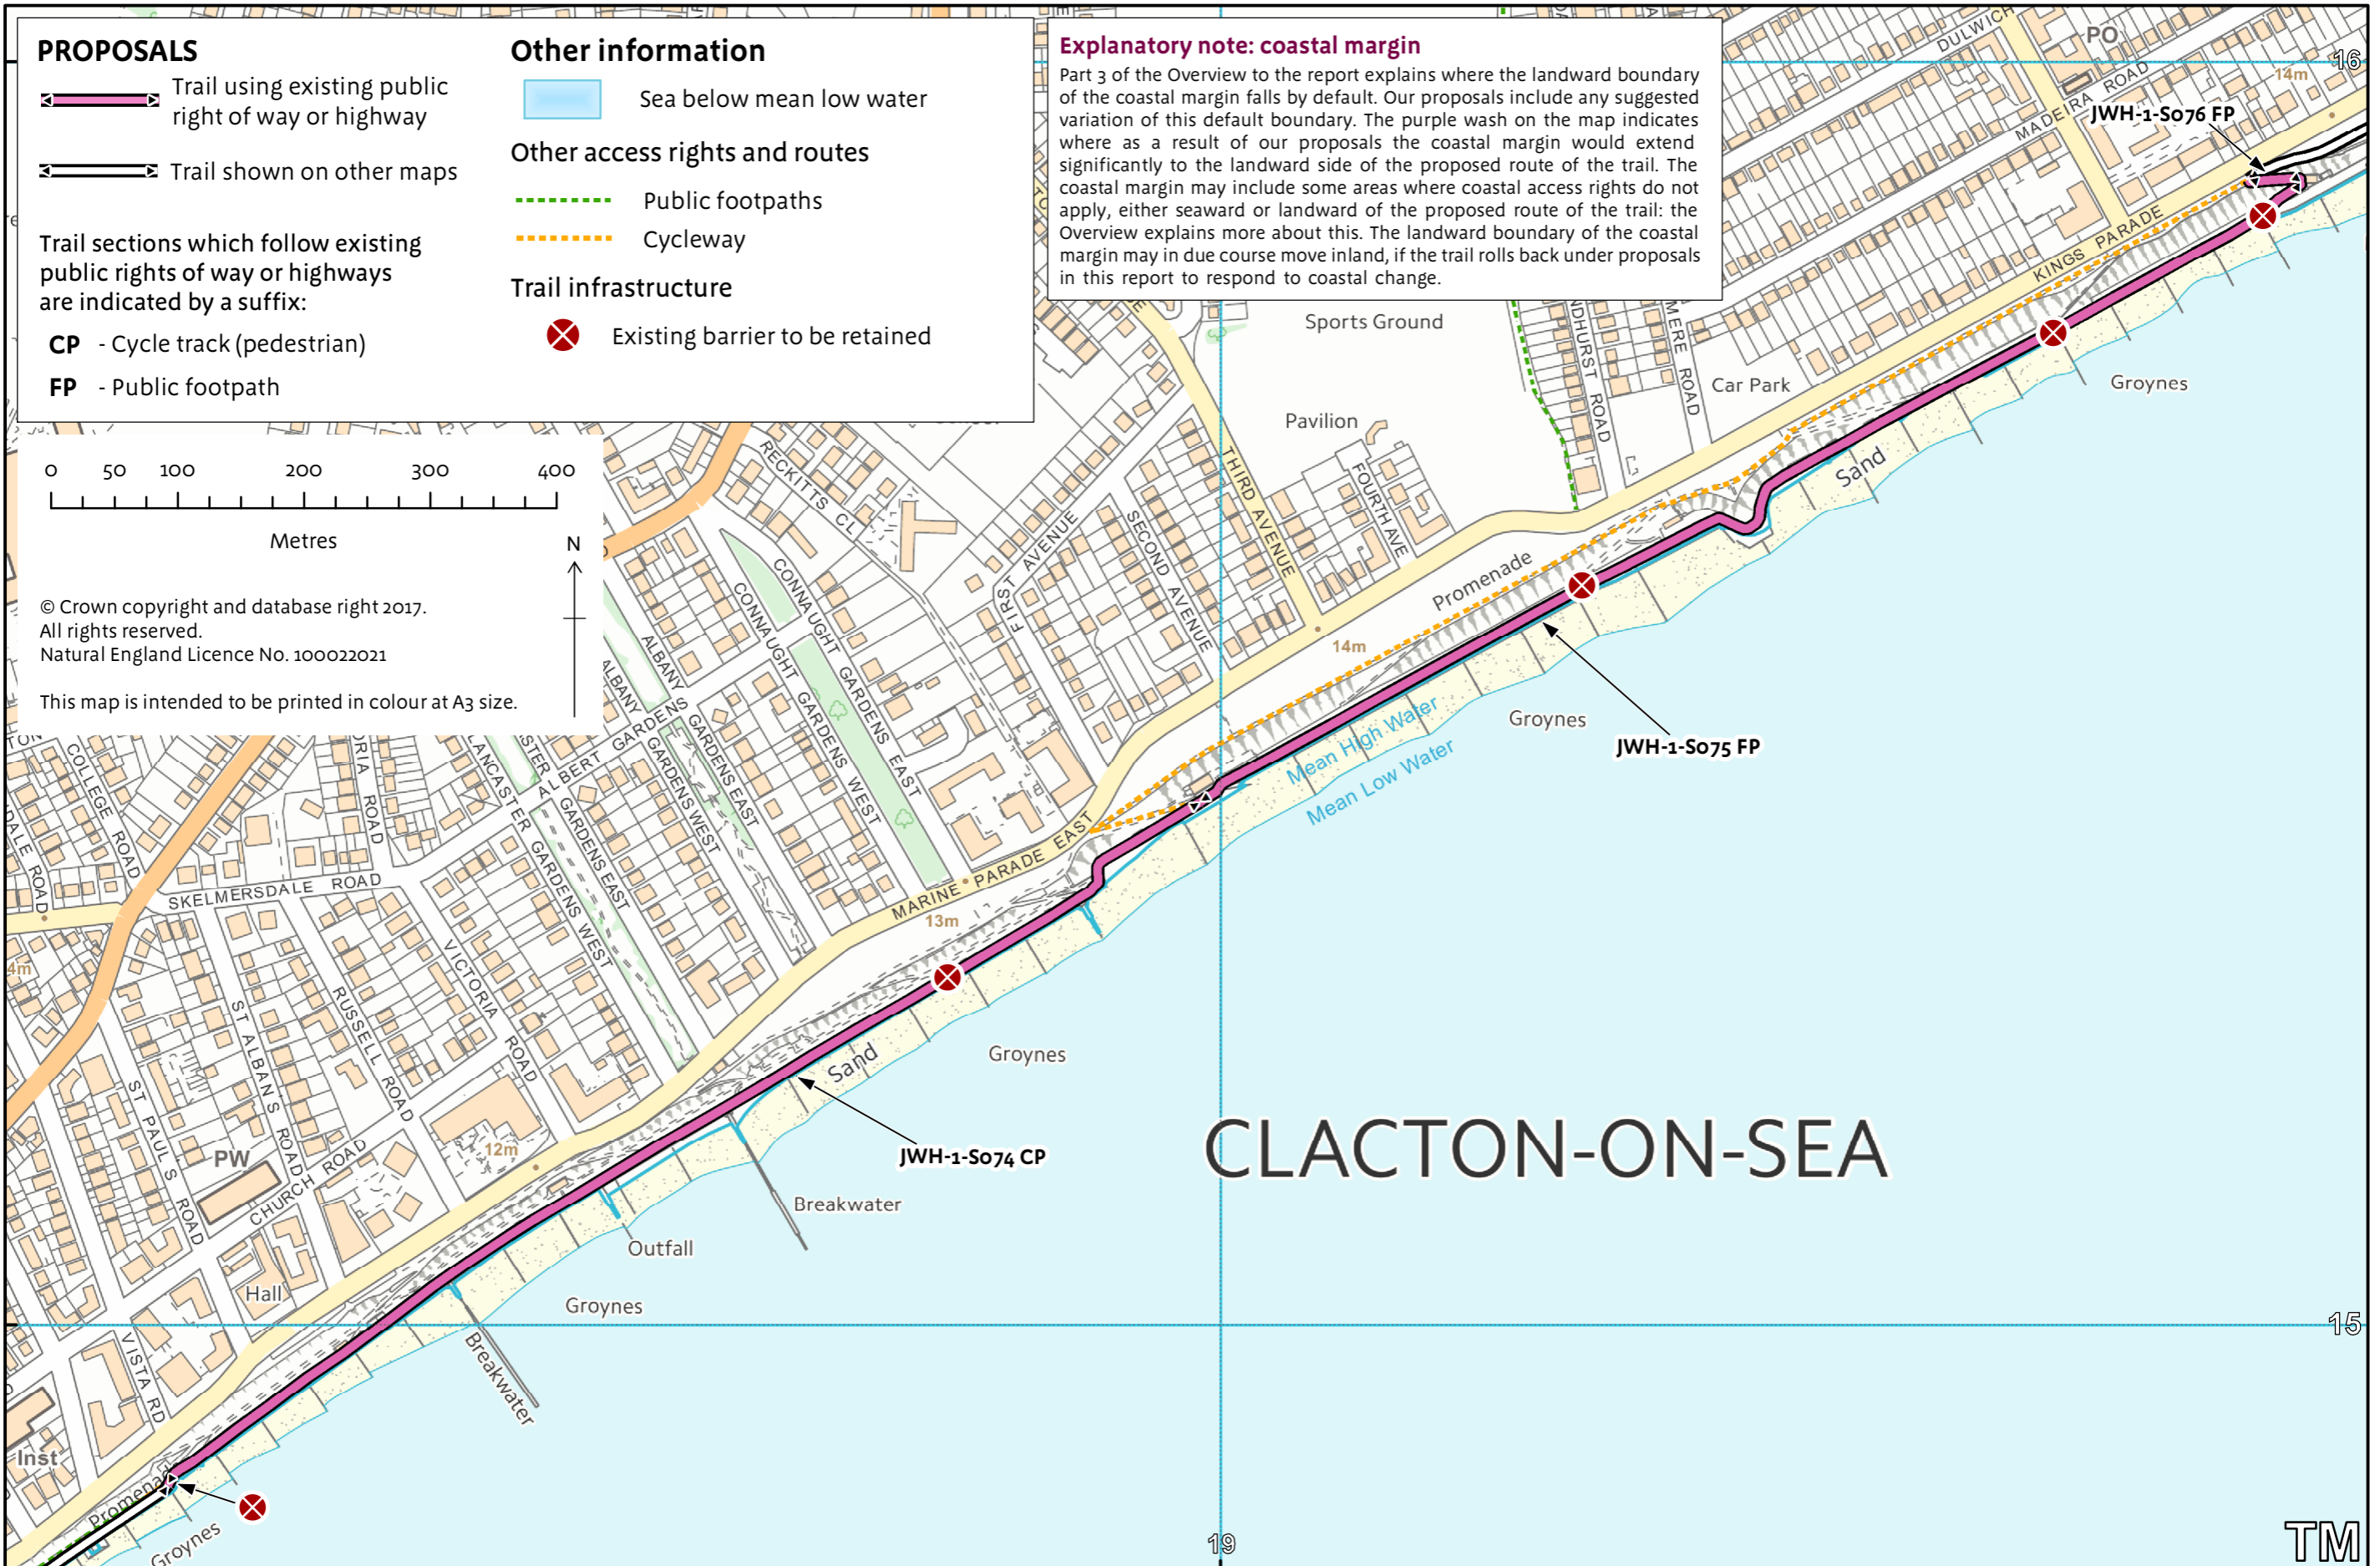 PROPOSALS
Trail using existing public
right of way or highway
Trail shown on other maps
Trail sections which follow existing
public rights of way or highways
are indicated by a suffix:
CP - Cycle track (pedestrian)
FP - Public footpath
Other information
Sea below mean low water
Other access rights and routes
Public footpaths
Cycleway
Trail infrastructure
Existing barrier to be retained
Explanatory note: coastal margin
Part 3 of the Overview to the report explains where the landward boundary
of the coastal margin falls by default. Our proposals include any suggested
variation of this default boundary. The purple wash on the map indicates
where as a result of our proposals the coastal margin would extend
significantly to the landward side of the proposed route of the trail. The
coastal margin may include some areas where coastal access rights do not
apply, either seaward or landward of the proposed route of the trail: the
Overview explains more about this. The landward boundary of the coastal
margin may in due course move inland, if the trail rolls back under proposals
in this report to respond to coastal change.
0 50 100 200 300 400
Metres
N
© Crown copyright and database right 2017.
All rights reserved.
Natural England Licence No. 100022021
This map is intended to be printed in colour at A3 size.
DULWICH
PO
16
14m
MADEIRA ROAD
JWH-1-S076 FP
KINGS PARADE
Sports Ground
NDHURST ROAD
MERE ROAD
Car Park
Groynes
Pavilion
FOURTH AVE
THIRD AVENUE
Sand
RECKITTS CL
FIRST AVENUE
SECOND AVENUE
Promenade
14m
CONNAUGHT GARDENS EAST
CONNAUGHT GARDENS WEST
ALBANY GARDENS EAST
ALBANY GARDENS WEST
ALBERT GARDENS
Mean High Water
Mean Low Water
Groynes
JWH-1-S075 FP
COLLEGE ROAD
DALE ROAD
ORIA ROAD
LANCASTER GARDENS WEST
STER GARDENS EAST
SKELMERSDALE ROAD
MARINE PARADE EAST
13m
4m
VICTORIA ROAD
RUSSELL ROAD
ST ALBAN'S ROAD
ST PAUL'S ROAD
Sand
Groynes
JWH-1-S074 CP
CLACTON-ON-SEA
12m
PW
CHURCH ROAD
Breakwater
Outfall
Hall
Groynes
15
VISTA RD
Breakwater
Inst
Promenad
Groynes
19
TM